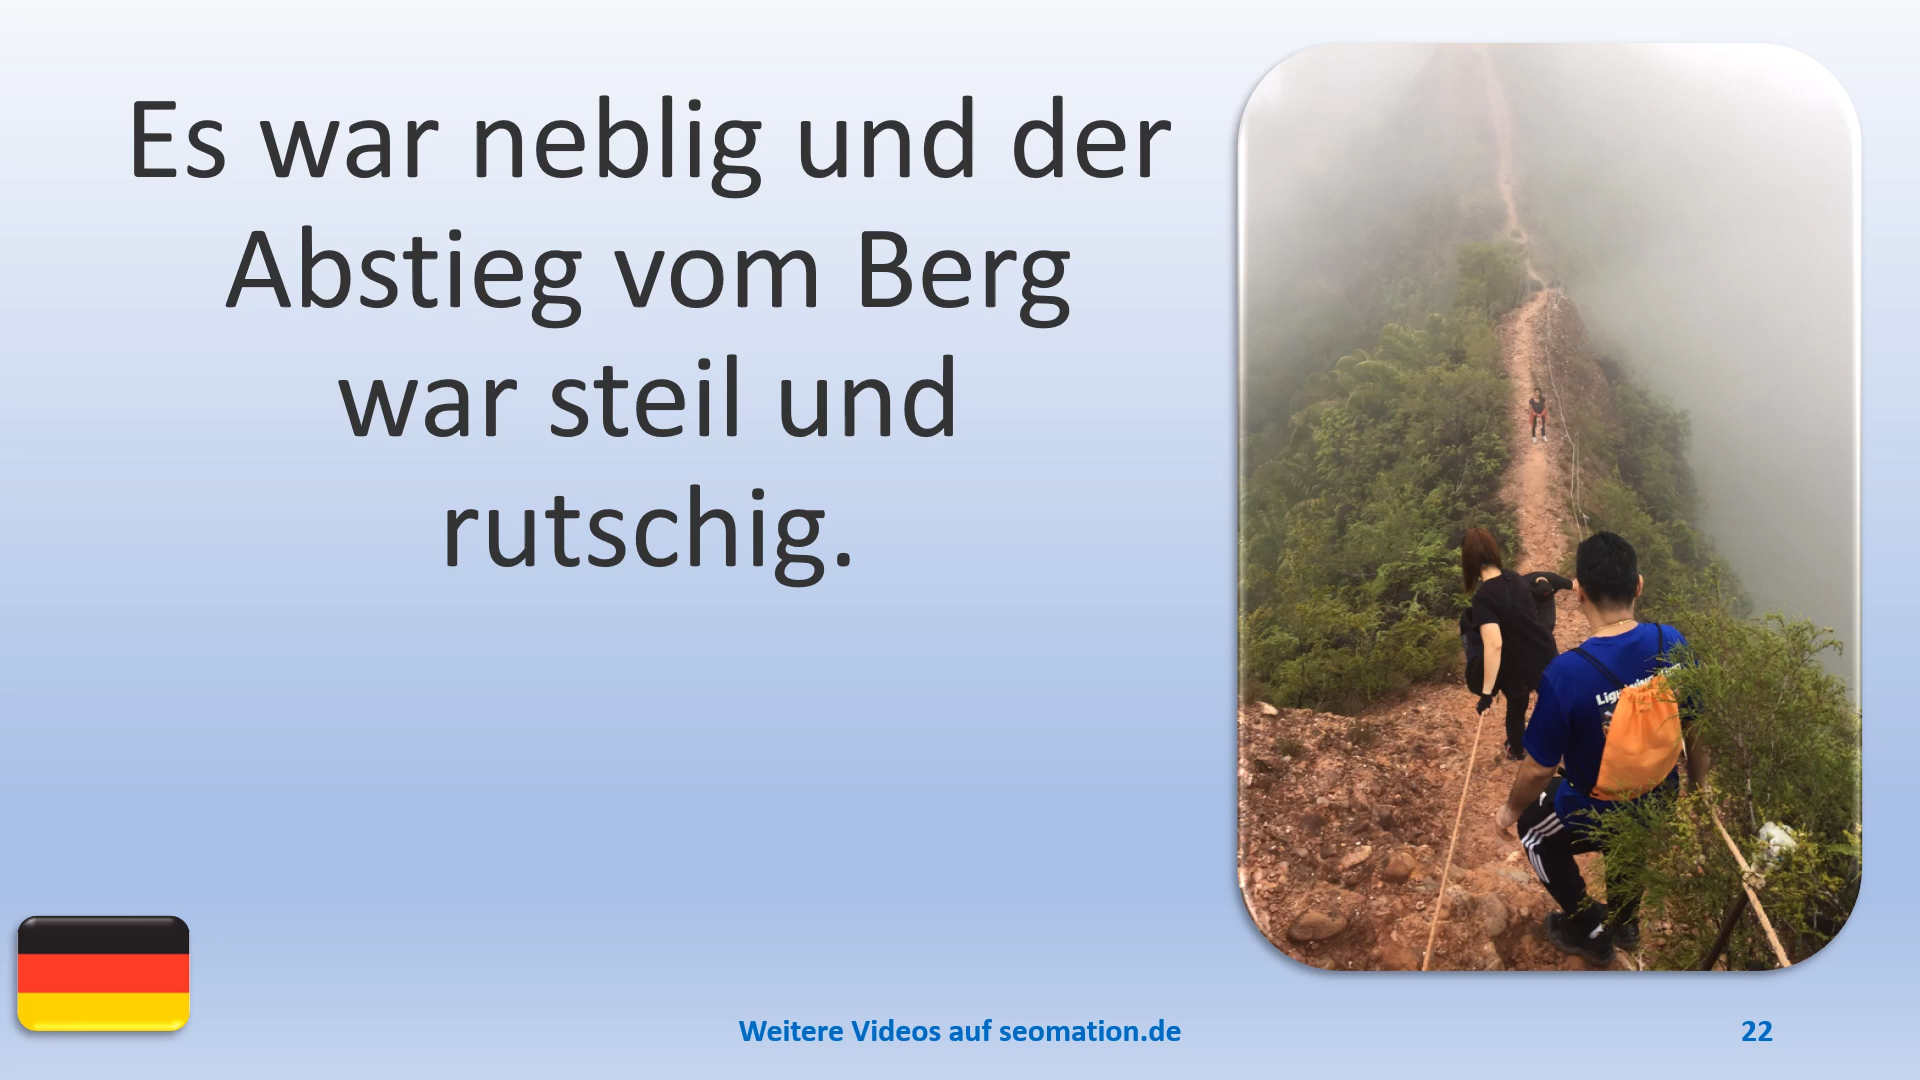 Es war neblig und der
Abstieg vom Berg
war steil und
rutschig.
Weitere Videos auf seomation.de
22